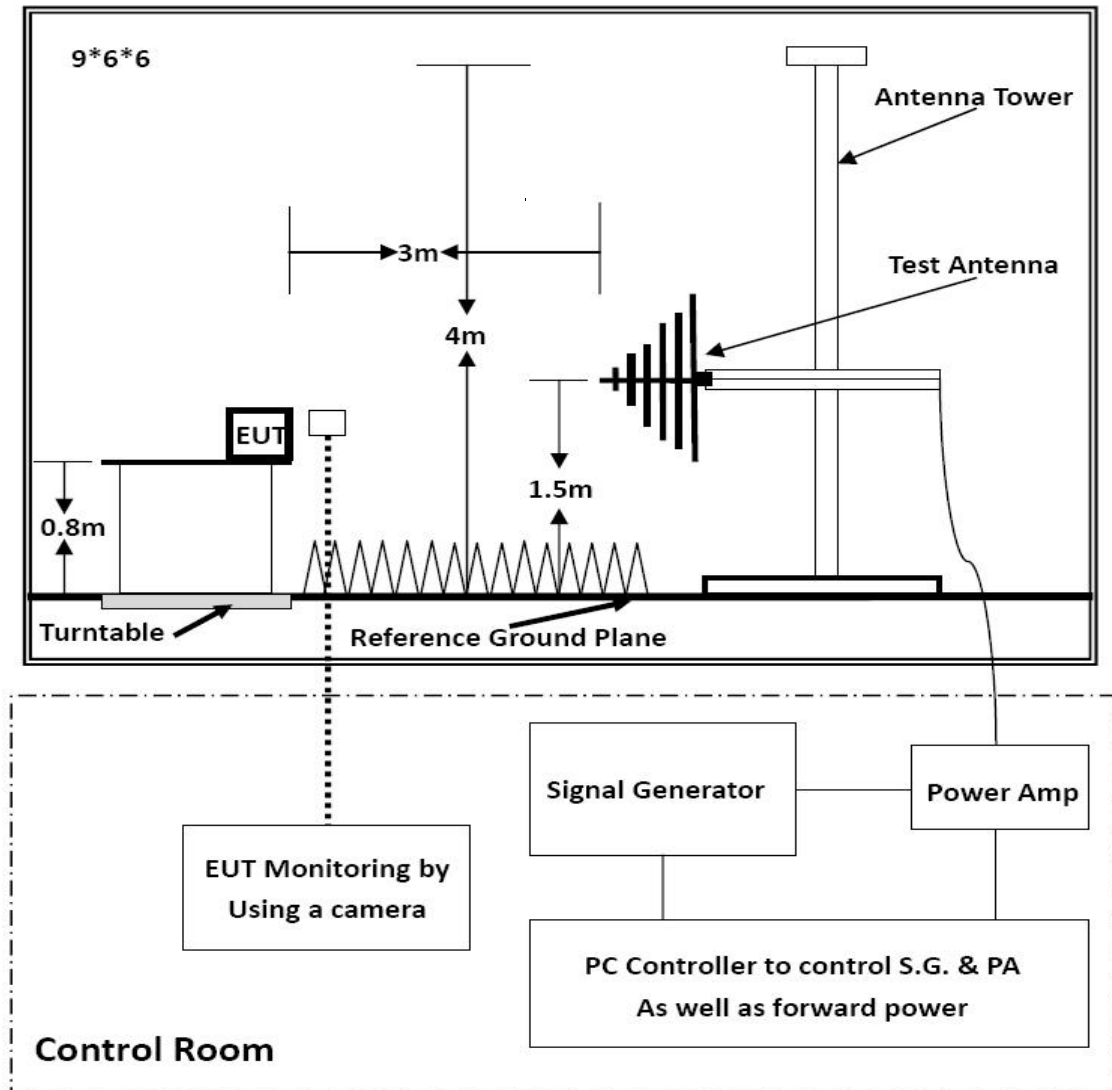 9*6*6
Antenna Tower
3m
Test Antenna
4m
EUT
1.5m
0.8m
Turntable
Reference Ground Plane
Signal Generator
Power Amp
EUT Monitoring by
Using a camera
PC Controller to control S.G. & PA
As well as forward power
Control Room